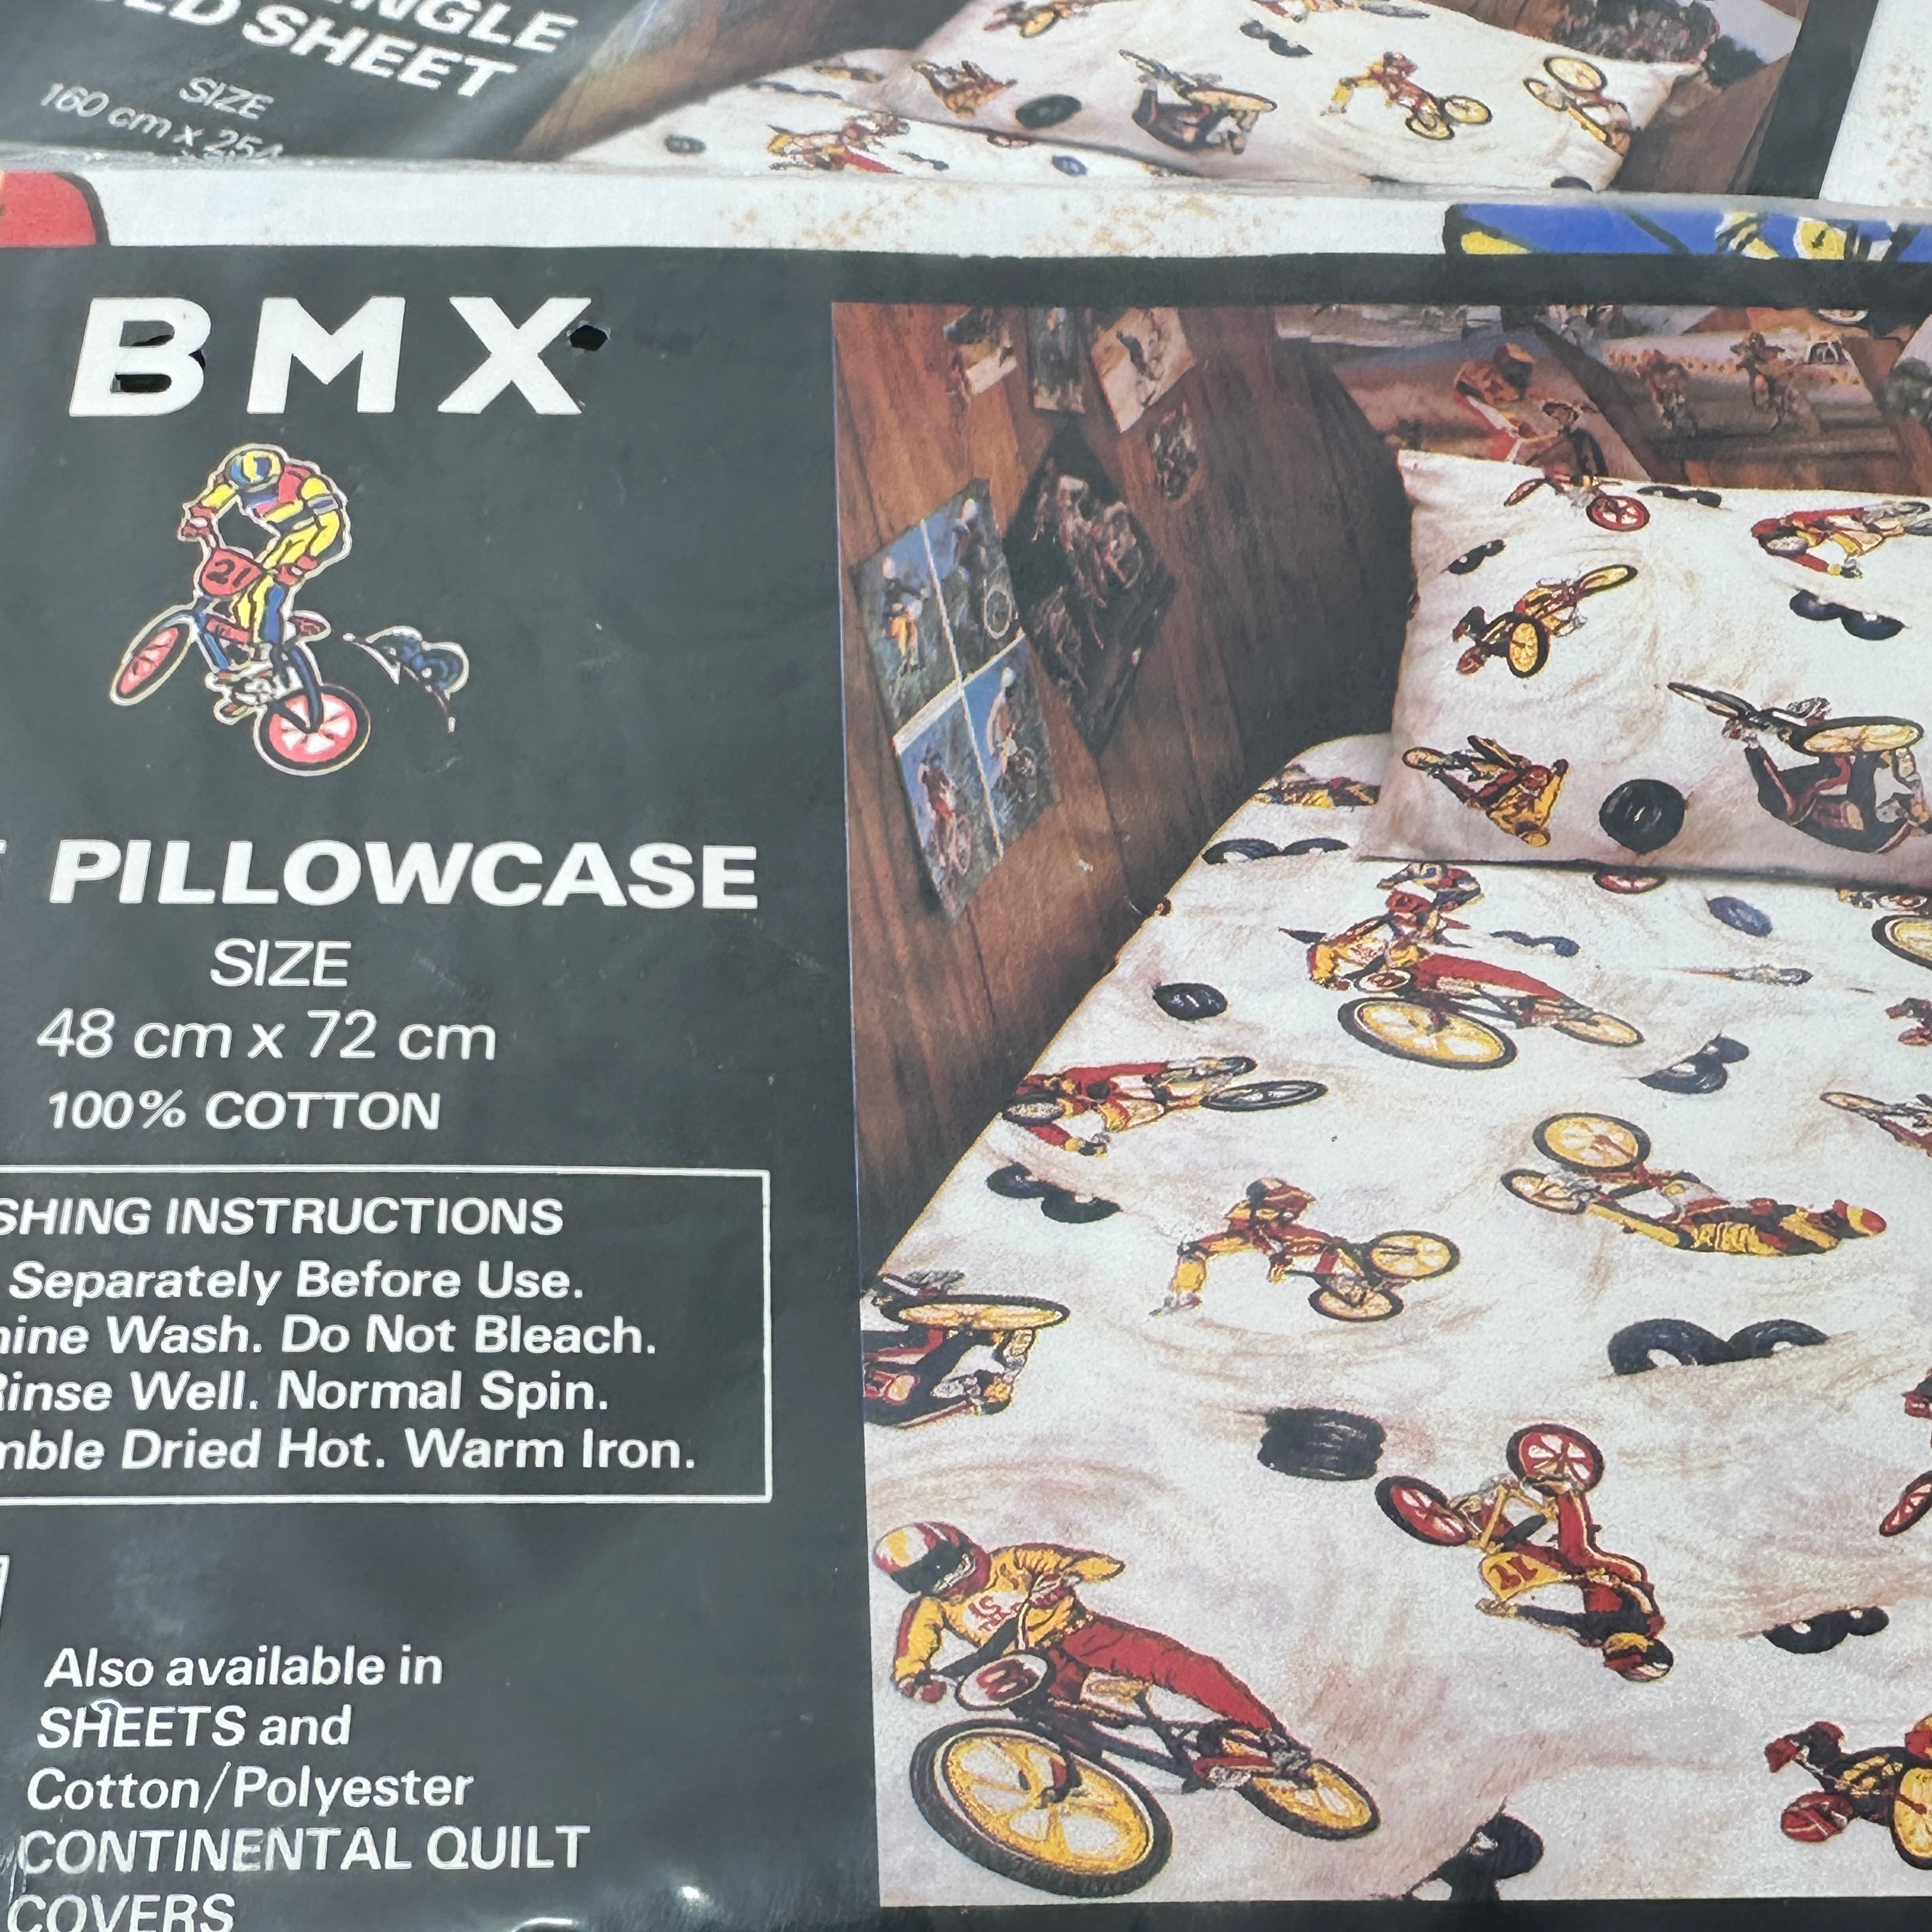 NGLE
ED SHEET
SIZE
160 cm x 254
BMX
21
PILLOWCASE
SIZE
48 cm x 72 cm
100% COTTON
SHING INSTRUCTIONS
Separately Before Use.
hine Wash. Do Not Bleach.
Rinse Well. Normal Spin.
mble Dried Hot. Warm Iron.
Also available in
SHEETS and
Cotton/Polyester
CONTINENTAL QUILT
COVERS
11